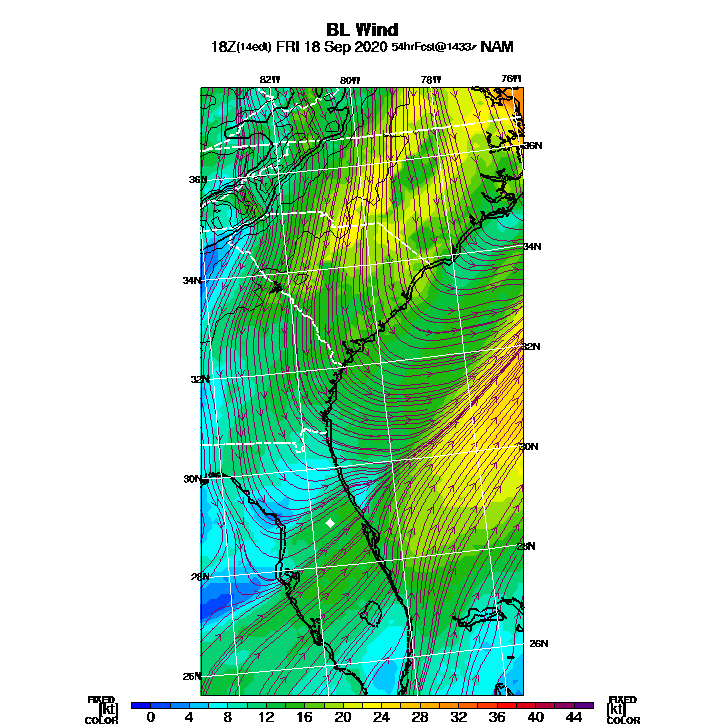 BL Wind
18Z(14edt) FRI 18 Sep 2020 54hrFcst@1433z NAM
82W 80W 78W 76W
36N
36N
34N
34N
32N
32N
30N
30N
28N
28N
26N
26N
FIXED FIXED
[kt] 0 4 8 12 16 20 24 28 32 36 40 44 [kt]
COLOR COLOR